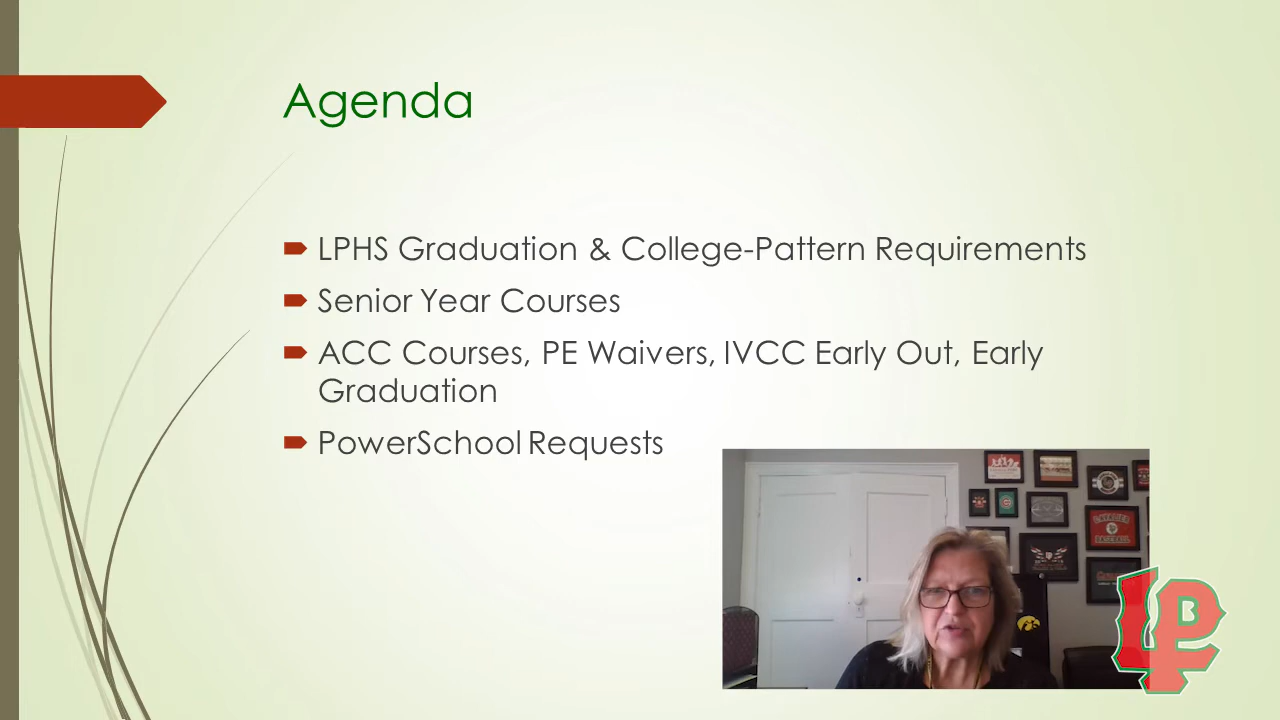 Agenda
LPHS Graduation & College-Pattern Requirements
Senior Year Courses
ACC Courses, PE Waivers, IVCC Early Out, Early
Graduation
PowerSchool Requests
LP